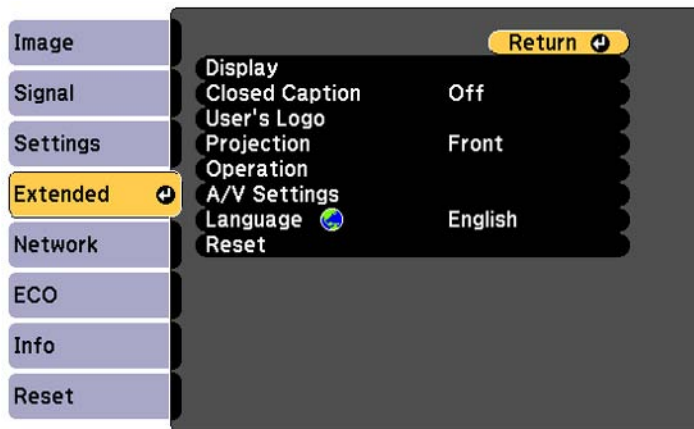 Image
Signal
Settings
Extended
Network
ECO
Info
Reset
Return
Display
Closed Caption Off
User's Logo
Projection Front
Operation
A/V Settings
Language English
Reset